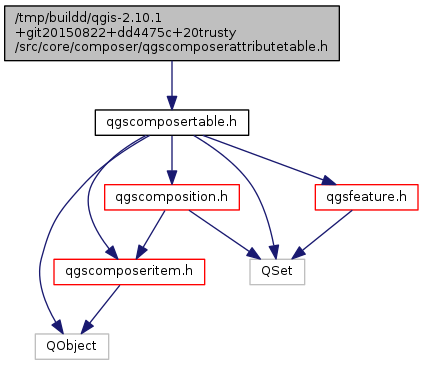 /tmp/buildd/qgis-2.10.1
+git20150822+dd4475c+20trusty
/src/core/composer/qgscomposerattributetable.h
qgscomposertable.h
qgscomposition.h
qgsfeature.h
qgscomposeritem.h
QSet
QObject